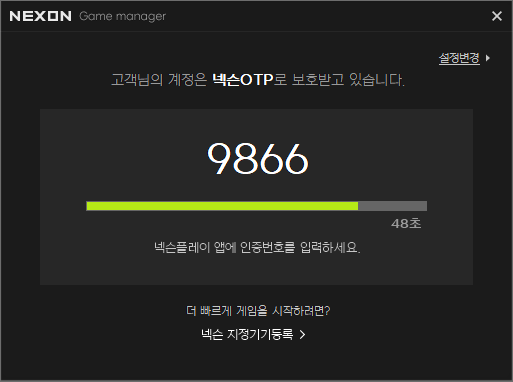 NEXON Game manager
설정변경
고객님의 계정은 넥슨OTP로 보호받고 있습니다.
9866
48초
넥슨플레이 앱에 인증번호를 입력하세요.
더 빠르게 게임을 시작하려면?
넥슨 지정기기등록 >